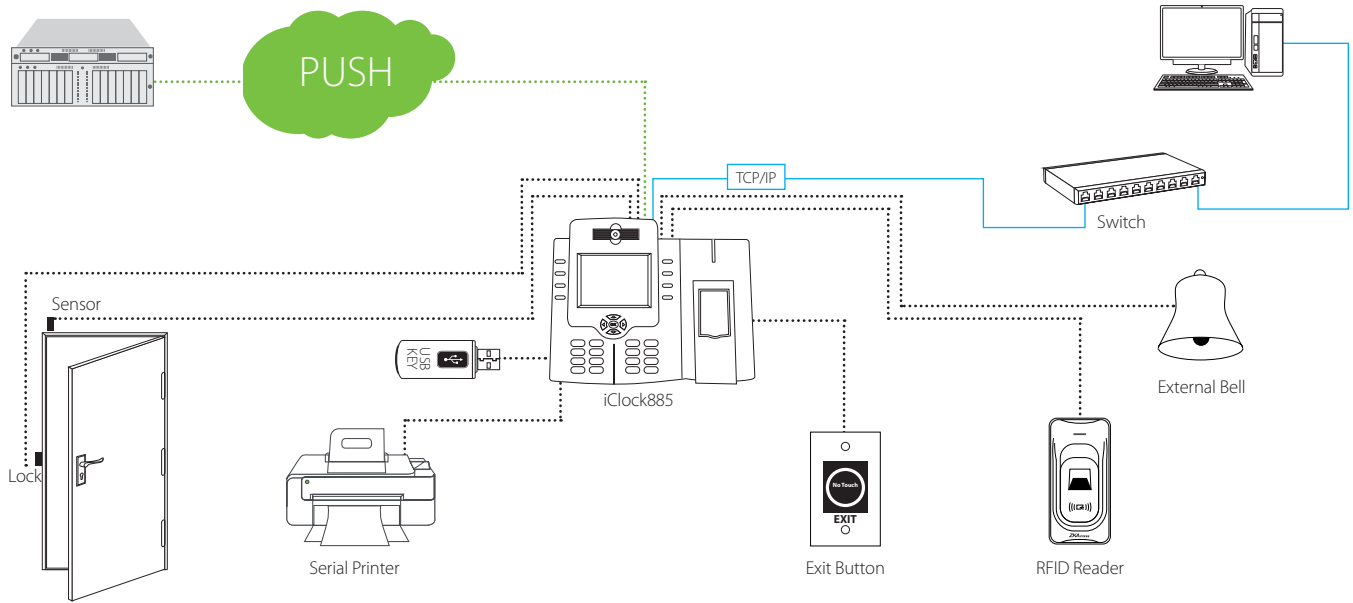 PUSH
TCP/IP
Switch
Sensor
USB
KEY
iClock885
External Bell
Lock
No Touch
EXIT
Serial Printer
Exit Button
RFID Reader